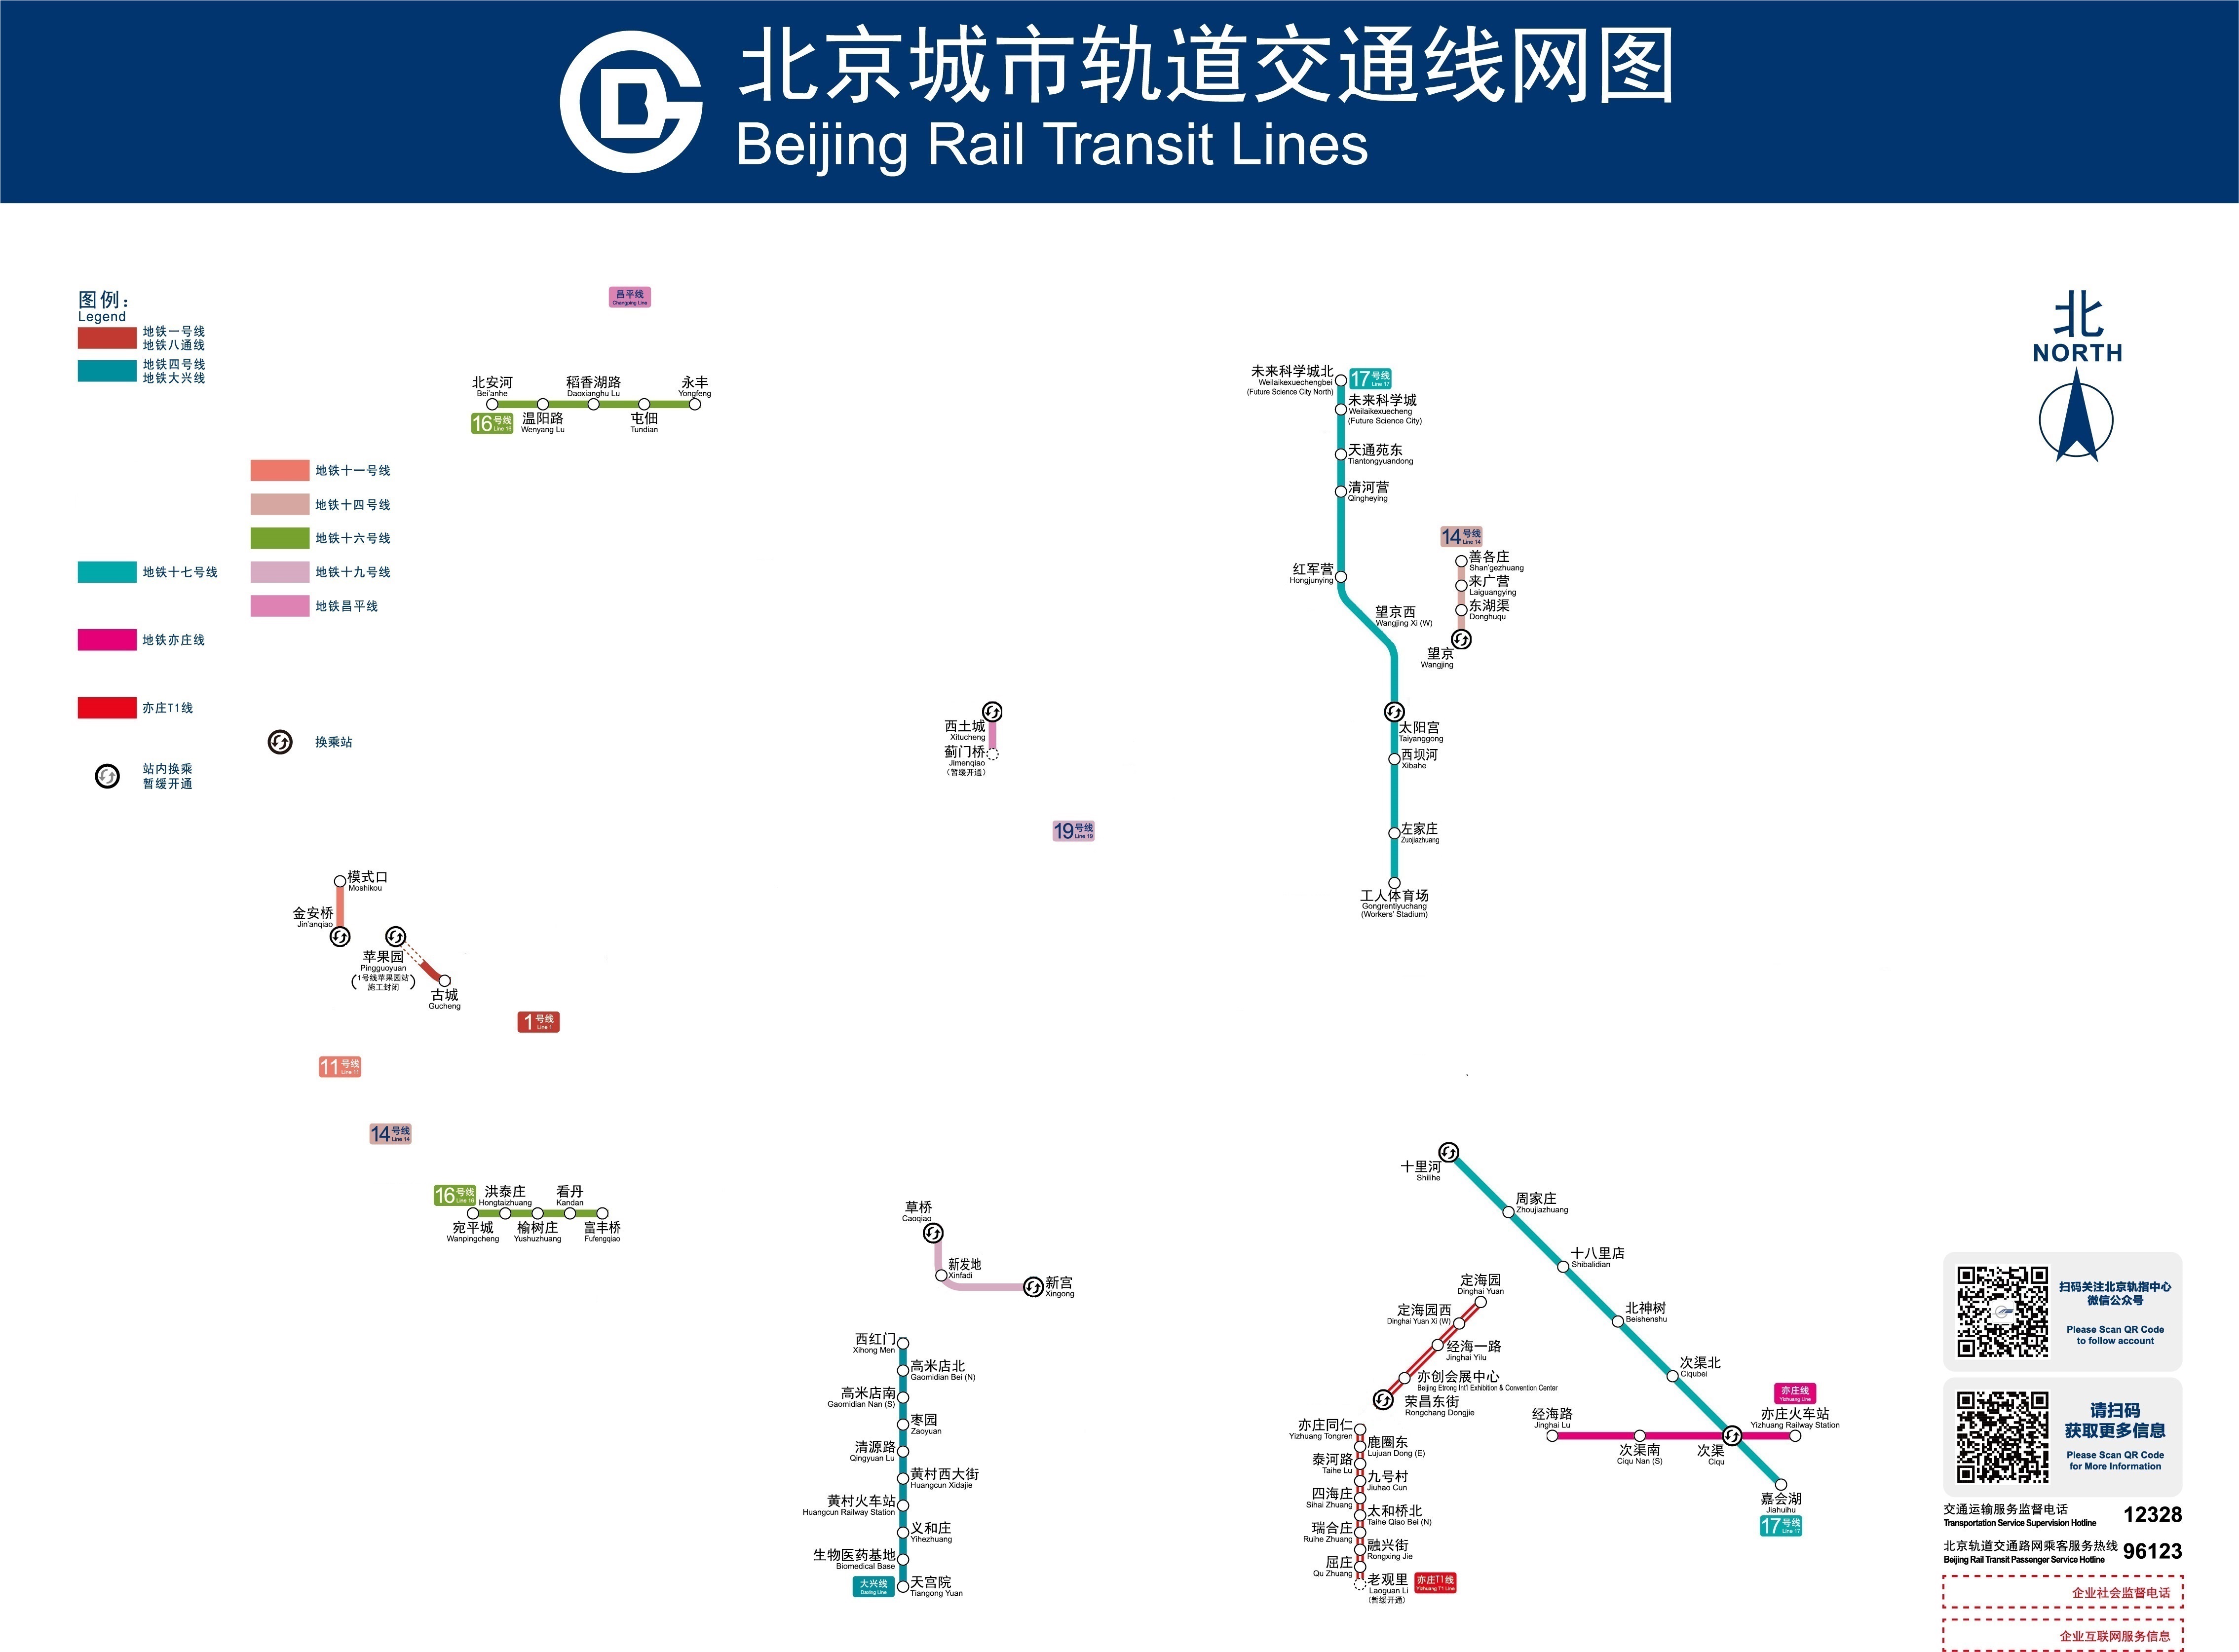 北京城市轨道交通线网图
Beijing Rail Transit Lines
图例：
Legend
地铁一号线
地铁八通线
地铁四号线
地铁大兴线
地铁十一号线
地铁十四号线
地铁十六号线
地铁十七号线
地铁十九号线
地铁昌平线
地铁亦庄线
亦庄T1线
换乘站
站内换乘
暂缓开通
北
NORTH
昌平线
Changping Line
北安河
Bei'anhe
稻香湖路
Daoxianghu Lu
永丰
Yongfeng
16号线
Line 16
温阳路
Wenyang Lu
屯佃
Tundian
未来科学城北
Weilaikexuechengbei
(Future Science City North)
17号线
Line 17
未来科学城
Weilaikexuecheng
(Future Science City)
天通苑东
Tiantongyuandong
清河营
Qingheying
红军营
Hongjunying
望京西
Wangjing Xi (W)
14号线
Line 14
善各庄
Shan'gezhuang
来广营
Laiguangying
东湖渠
Donghuqu
望京
Wangjing
太阳宫
Taiyanggong
西坝河
Xibahe
左家庄
Zuojiazhuang
工人体育场
Gongrentiyuchang
(Workers' Stadium)
西土城
Xitucheng
蓟门桥
Jimenqiao
（暂缓开通）
19号线
Line 19
模式口
Moshikou
金安桥
Jin'anqiao
苹果园
Pingguoyuan
(1号线苹果园站
施工封闭)
古城
Gucheng
1号线
Line 1
11号线
Line 11
14号线
Line 14
16号线
Line 16
洪泰庄
Hongtaizhuang
看丹
Kandan
宛平城
Wanpingcheng
榆树庄
Yushuzhuang
富丰桥
Fufengqiao
草桥
Caoqiao
新发地
Xinfadi
新宫
Xingong
西红门
Xihong Men
高米店北
Gaomidian Bei (N)
高米店南
Gaomidian Nan (S)
枣园
Zaoyuan
清源路
Qingyuan Lu
黄村西大街
Huangcun Xidajie
黄村火车站
Huangcun Railway Station
义和庄
Yihezhuang
生物医药基地
Biomedical Base
大兴线
Daxing Line
天宫院
Tiangong Yuan
十里河
Shilihe
周家庄
Zhoujiazhuang
十八里店
Shibalidian
北神树
Beishenshu
次渠北
Ciqubei
定海园
Dinghai Yuan
定海园西
Dinghai Yuan Xi (W)
经海一路
Jinghai Yilu
亦创会展中心
Beijing Etrong Int'l Exhibition & Convention Center
荣昌东街
Rongchang Dongjie
亦庄同仁
Yizhuang Tongren
鹿圈东
Lujuan Dong (E)
泰河路
Taihe Lu
九号村
Jiuhao Cun
四海庄
Sihai Zhuang
太和桥北
Taihe Qiao Bei (N)
瑞合庄
Ruihe Zhuang
融兴街
Rongxing Jie
屈庄
Qu Zhuang
老观里
Laoguan Li
（暂缓开通）
亦庄T1线
Yizhuang T1 Line
经海路
Jinghai Lu
次渠南
Ciqu Nan (S)
次渠
Ciqu
亦庄线
Yizhuang Line
亦庄火车站
Yizhuang Railway Station
嘉会湖
Jiahuihu
17号线
Line 17
扫码关注北京轨指中心
微信公众号
Please Scan QR Code
to follow account
请扫码
获取更多信息
Please Scan QR Code
for More Information
交通运输服务监督电话
Transportation Service Supervision Hotline
12328
北京轨道交通路网乘客服务热线
Beijing Rail Transit Passenger Service Hotline
96123
企业社会监督电话
企业互联网服务信息